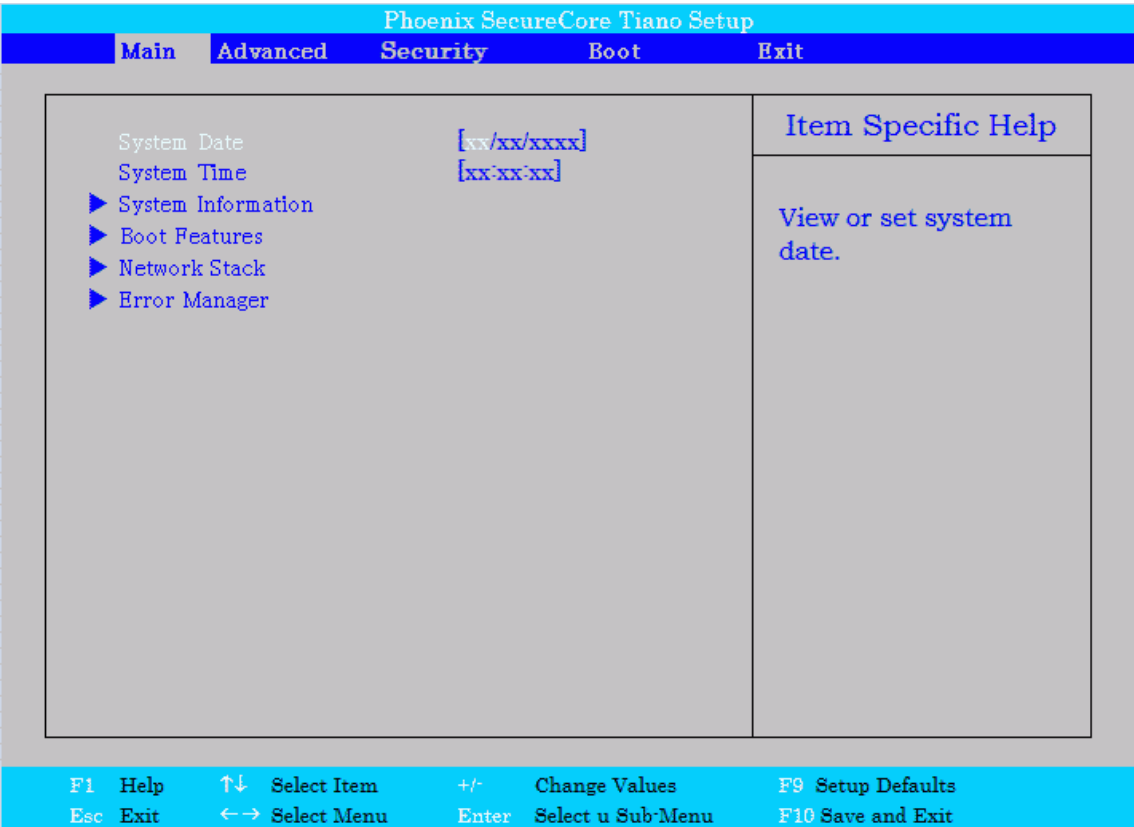 Phoenix SecureCore Tiano Setup
Main Advanced Security Boot Exit
System Date [xx/xx/xxxx]
System Time [xx:xx:xx]
System Information
Boot Features
Network Stack
Error Manager
Item Specific Help
View or set system
date.
F1 Help ↑↓ Select Item +/- Change Values F9 Setup Defaults
Esc Exit ←→ Select Menu Enter Select u Sub-Menu F10 Save and Exit